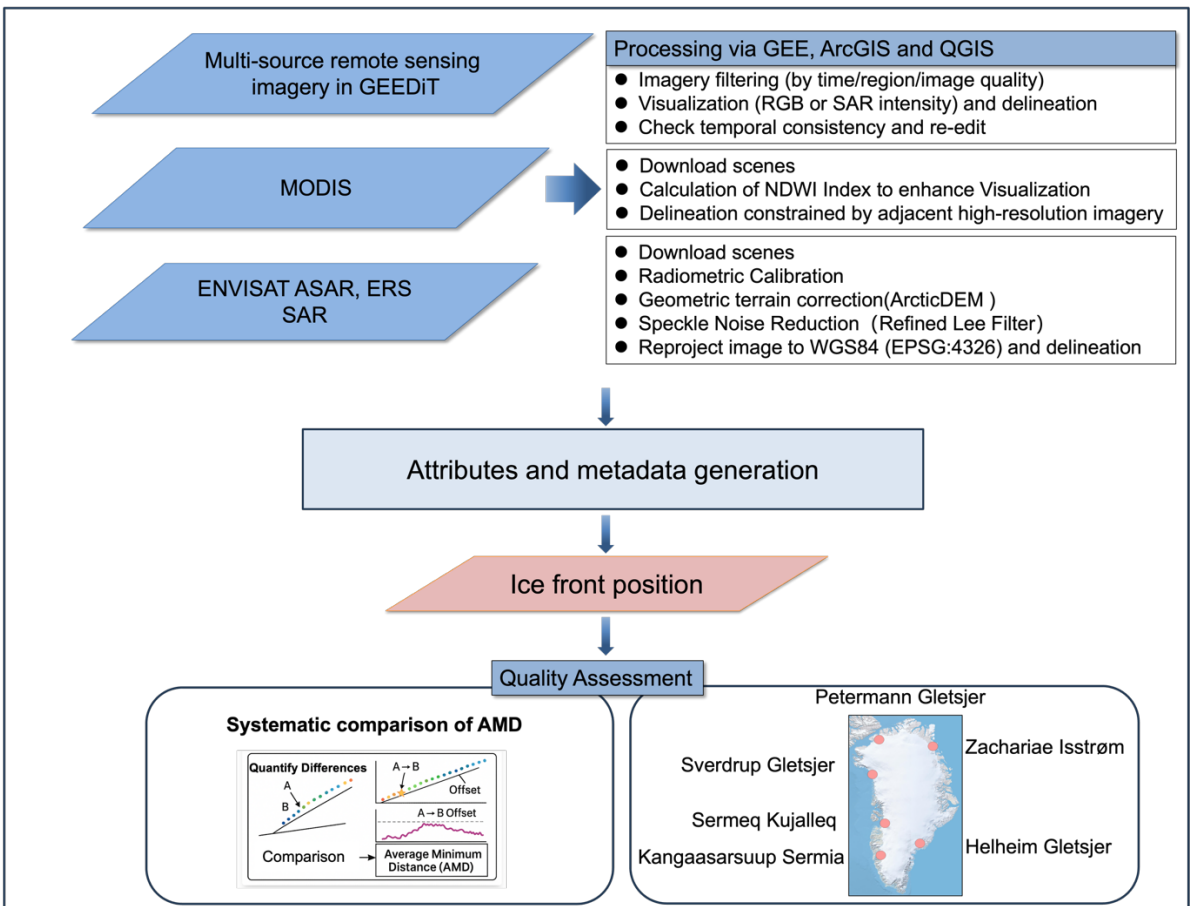 Multi-source remote sensing
imagery in GEEDiT
MODIS
ENVISAT ASAR, ERS
SAR
Processing via GEE, ArcGIS and QGIS
● Imagery filtering (by time/region/image quality)
● Visualization (RGB or SAR intensity) and delineation
● Check temporal consistency and re-edit
● Download scenes
● Calculation of NDWI Index to enhance Visualization
● Delineation constrained by adjacent high-resolution imagery
● Download scenes
● Radiometric Calibration
● Geometric terrain correction(ArcticDEM )
● Speckle Noise Reduction （Refined Lee Filter）
● Reproject image to WGS84 (EPSG:4326) and delineation
Attributes and metadata generation
Ice front position
Quality Assessment
Systematic comparison of AMD
Quantify Differences
A
B
A→B
Offset
A→B Offset
Comparison
Average Minimum
Distance (AMD)
Petermann Gletsjer
Zachariae Isstrøm
Sverdrup Gletsjer
Sermeq Kujalleq
Kangaasarsuup Sermia
Helheim Gletsjer